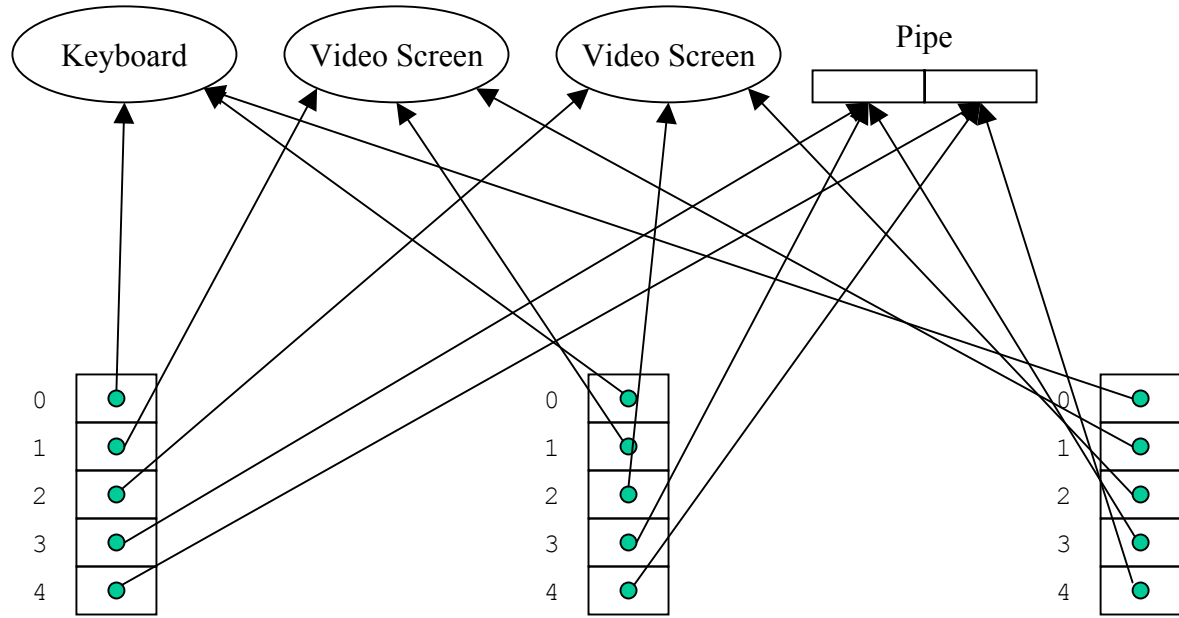 Keyboard
Video Screen
Video Screen
Pipe
0 0 0
1 1 1
2 2 2
3 3 3
4 4 4